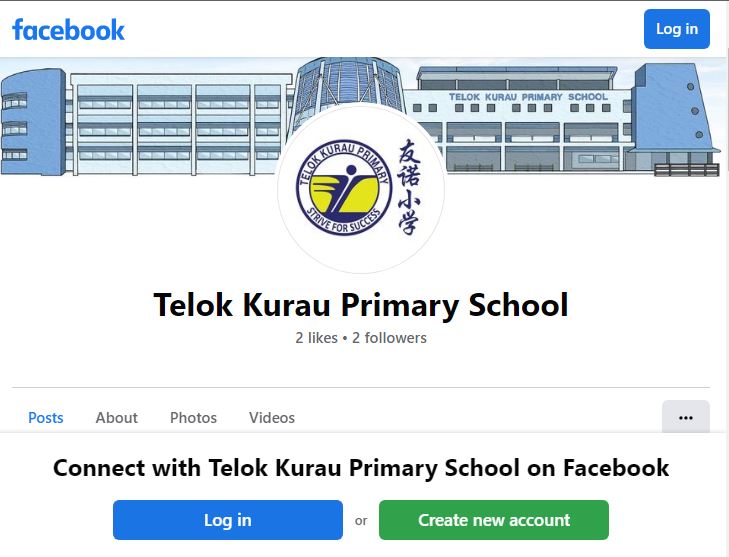 facebook
Log in
TELOK KURAU PRIMARY SCHOOL
TELOK KURAU PRIMARY
STRIVE FOR SUCCESS
友诺小学
Telok Kurau Primary School
2 likes • 2 followers
Posts About Photos Videos ...
Connect with Telok Kurau Primary School on Facebook
Log in or Create new account